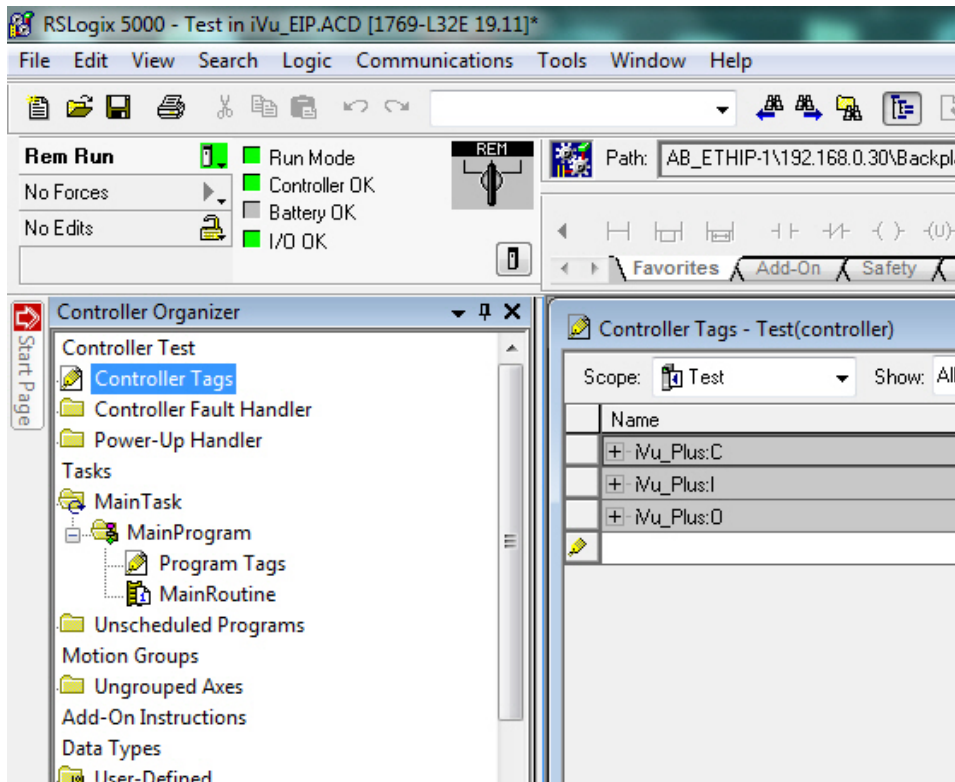 RSLogix 5000 - Test in iVu_EIP.ACD [1769-L32E 19.11]*
File Edit View Search Logic Communications Tools Window Help
Rem Run
No Forces
No Edits
Run Mode
Controller OK
Battery OK
I/O OK
REM
Path: AB_ETHIP-1\192.168.0.30\Backpl
Favorites Add-On Safety
Start Page
Controller Organizer
Controller Test
Controller Tags
Controller Fault Handler
Power-Up Handler
Tasks
MainTask
MainProgram
Program Tags
MainRoutine
Unscheduled Programs
Motion Groups
Ungrouped Axes
Add-On Instructions
Data Types
User-Defined
Controller Tags - Test(controller)
Scope: Test Show: All
Name
iVu_Plus:C
iVu_Plus:I
iVu_Plus:O